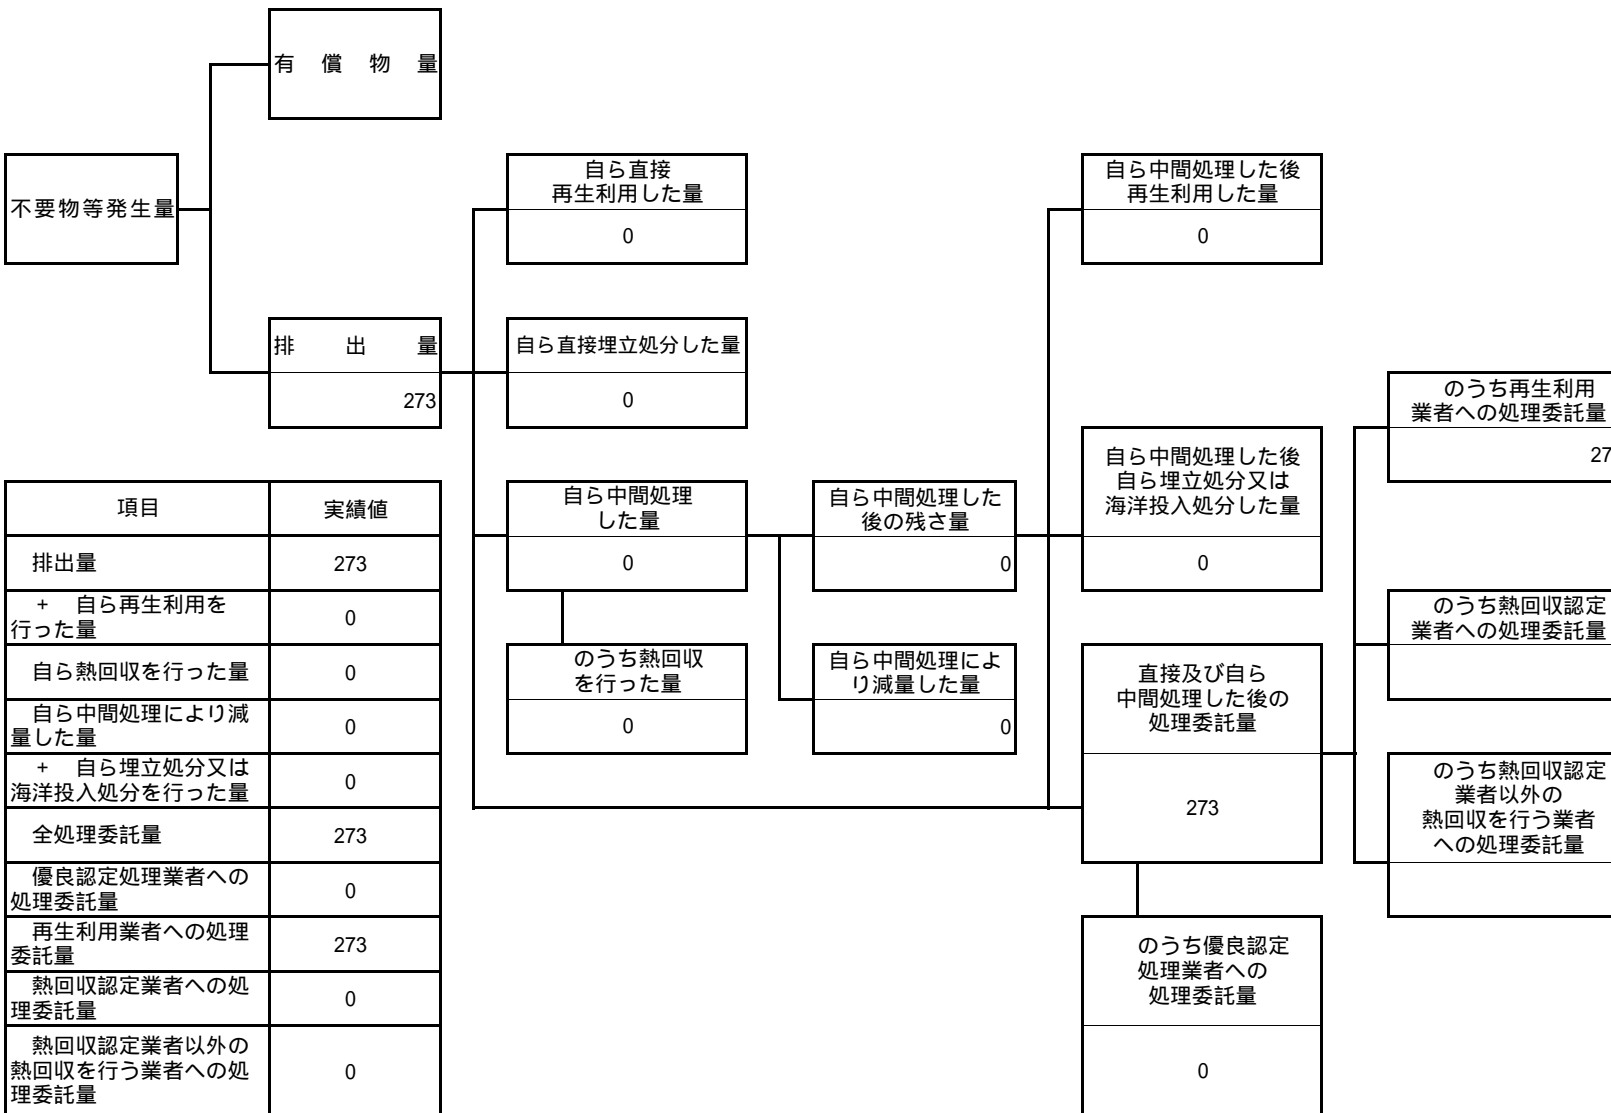 有償物量
不要物等発生量
自ら直接
再生利用した量
0
自ら中間処理した後
再生利用した量
0
排出量
273
自ら直接埋立処分した量
0
のうち再生利用
業者への処理委託量
27
自ら中間処理した後
自ら埋立処分又は
海洋投入処分した量
0
自ら中間処理
した量
0
自ら中間処理した
後の残さ量
0
のうち熱回収認定
業者への処理委託量
のうち熱回収
を行った量
0
自ら中間処理によ
り減量した量
0
直接及び自ら
中間処理した後の
処理委託量
273
のうち熱回収認定
業者以外の
熱回収を行う業者
への処理委託量
のうち優良認定
処理業者への
処理委託量
0
項目 実績値
排出量 273
+ 自ら再生利用を
行った量 0
自ら熱回収を行った量 0
自ら中間処理により減
量した量 0
+ 自ら埋立処分又は
海洋投入処分を行った量 0
全処理委託量 273
優良認定処理業者への
処理委託量 0
再生利用業者への処理
委託量 273
熱回収認定業者への処
理委託量 0
熱回収認定業者以外の
熱回収を行う業者への処
理委託量 0